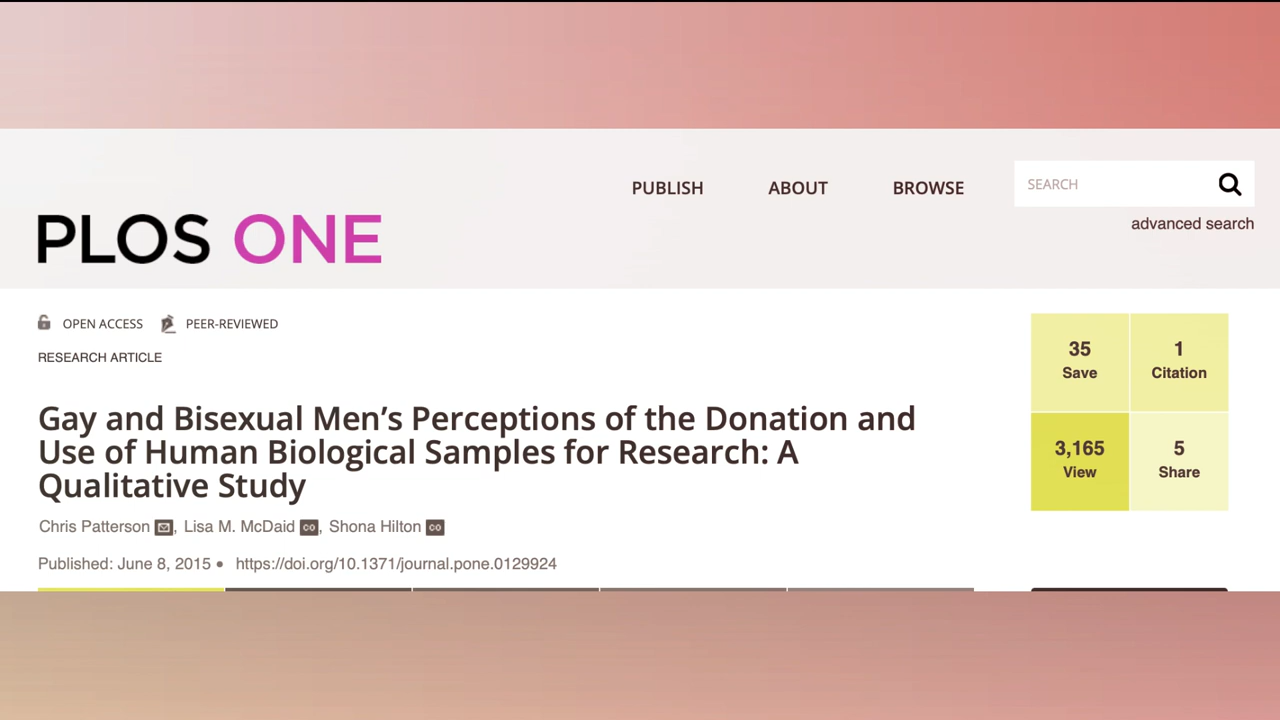 PUBLISH ABOUT BROWSE SEARCH
advanced search
PLOS ONE
OPEN ACCESS PEER-REVIEWED
RESEARCH ARTICLE
Gay and Bisexual Men’s Perceptions of the Donation and
Use of Human Biological Samples for Research: A
Qualitative Study
Chris Patterson, Lisa M. McDaid, Shona Hilton
Published: June 8, 2015 • https://doi.org/10.1371/journal.pone.0129924
35 1
Save Citation
3,165 5
View Share